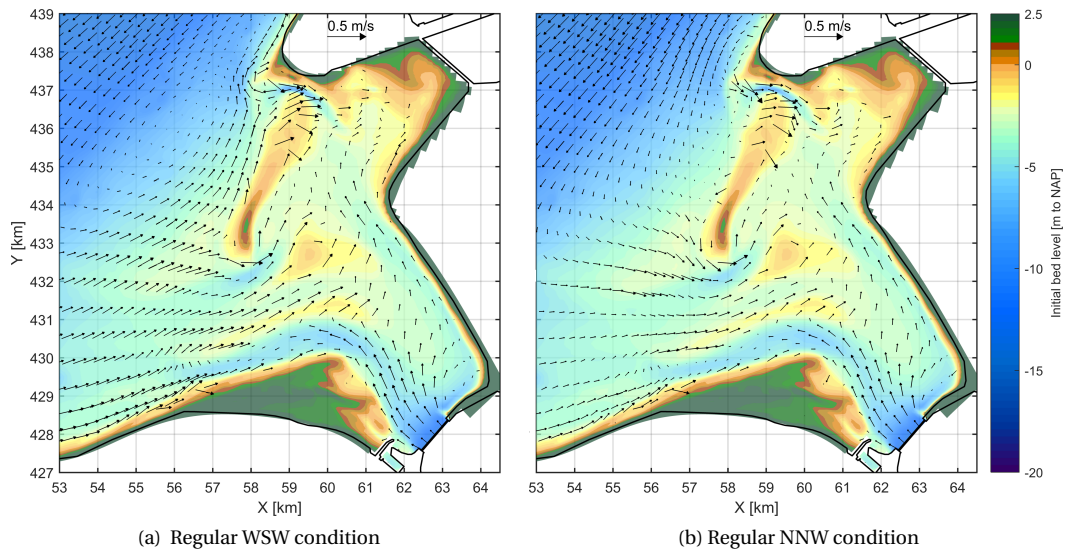 439
438
437
436
435
434
433
432
431
430
429
428
427
Y [km]
0.5 m/s
53 54 55 56 57 58 59 60 61 62 63 64
X [km]
(a) Regular WSW condition
0.5 m/s
53 54 55 56 57 58 59 60 61 62 63 64
X [km]
(b) Regular NNW condition
2.5
0
-5
-10
-15
-20
Initial bed level [m to NAP]